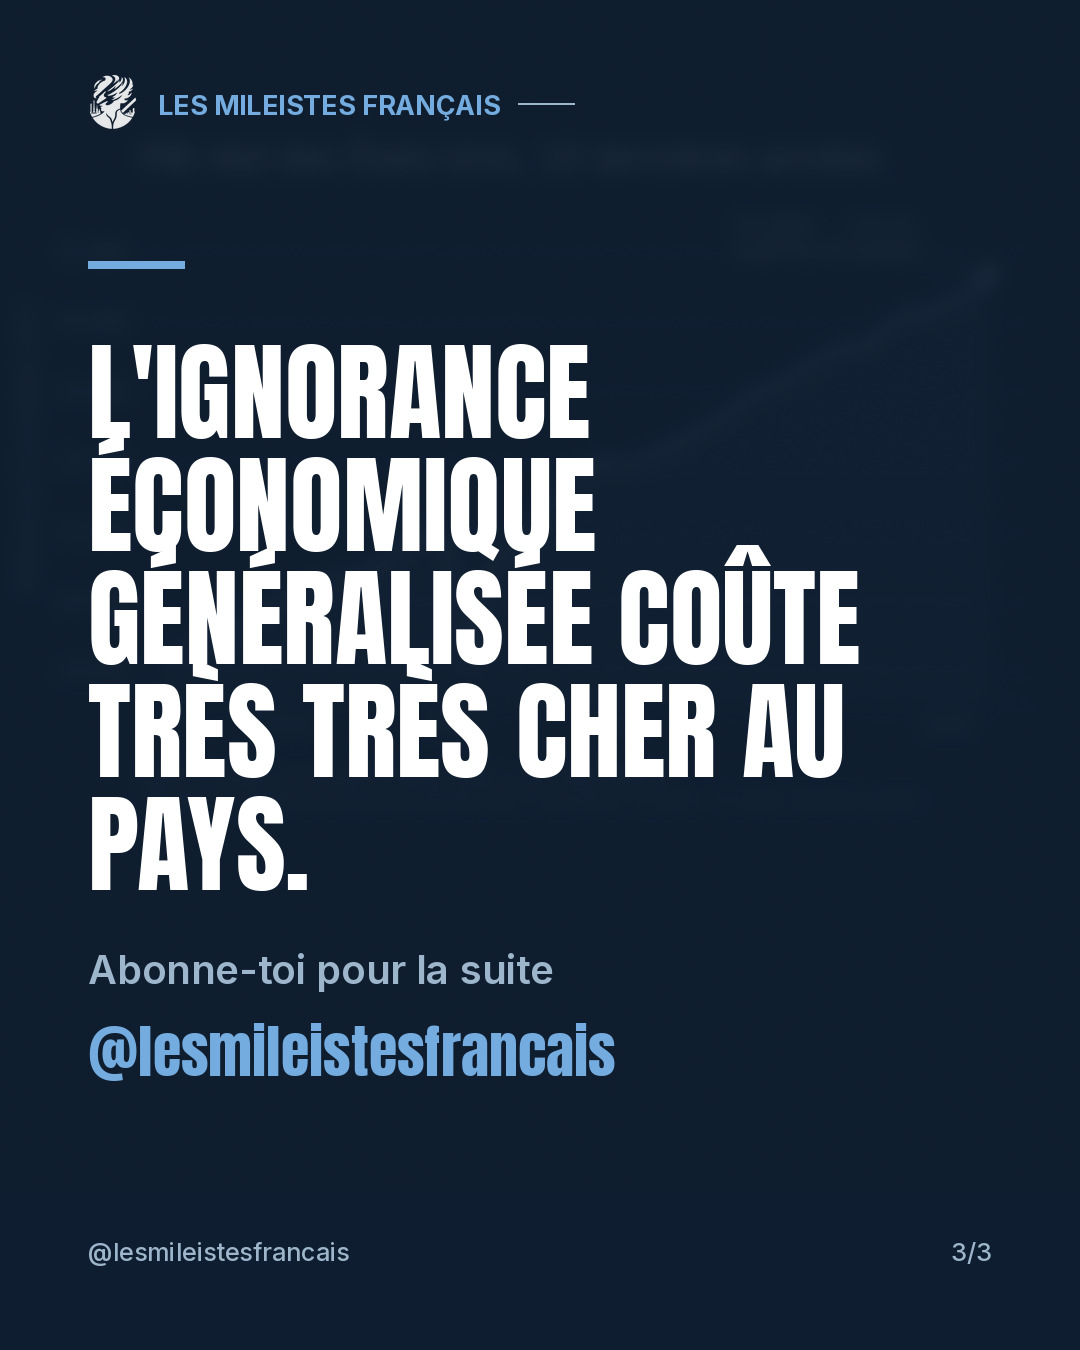 LES MILEISTES FRANÇAIS
L'IGNORANCE
ÉCONOMIQUE
GÉNÉRALISÉE COÛTE
TRÈS TRÈS CHER AU
PAYS.
Abonne-toi pour la suite
@lesmileistesfrancais
@lesmileistesfrancais
3/3